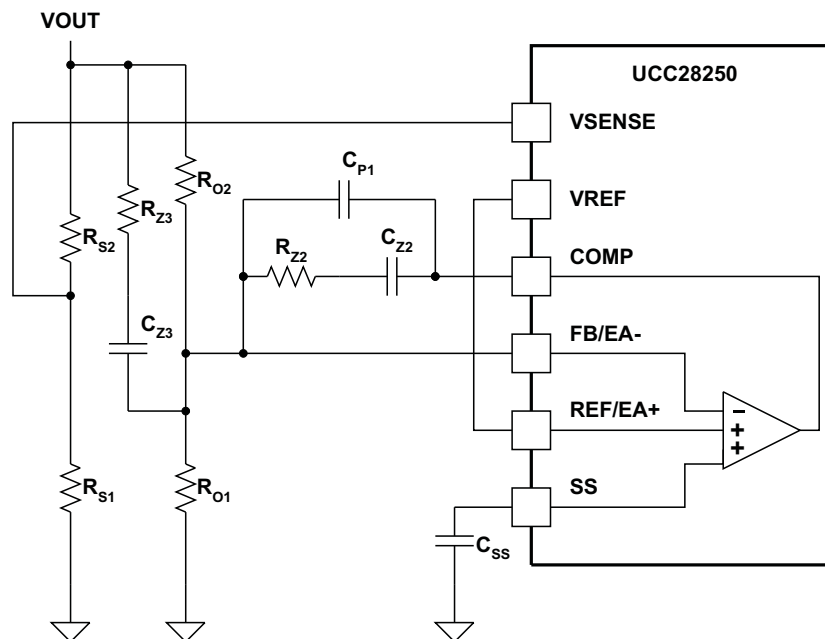 VOUT
UCC28250
VSENSE
CP1
RO2
VREF
RZ3
RS2
RZ2
CZ2
COMP
CZ3
FB/EA-
REF/EA+
−
+
+
RS1
RO1
SS
CSS